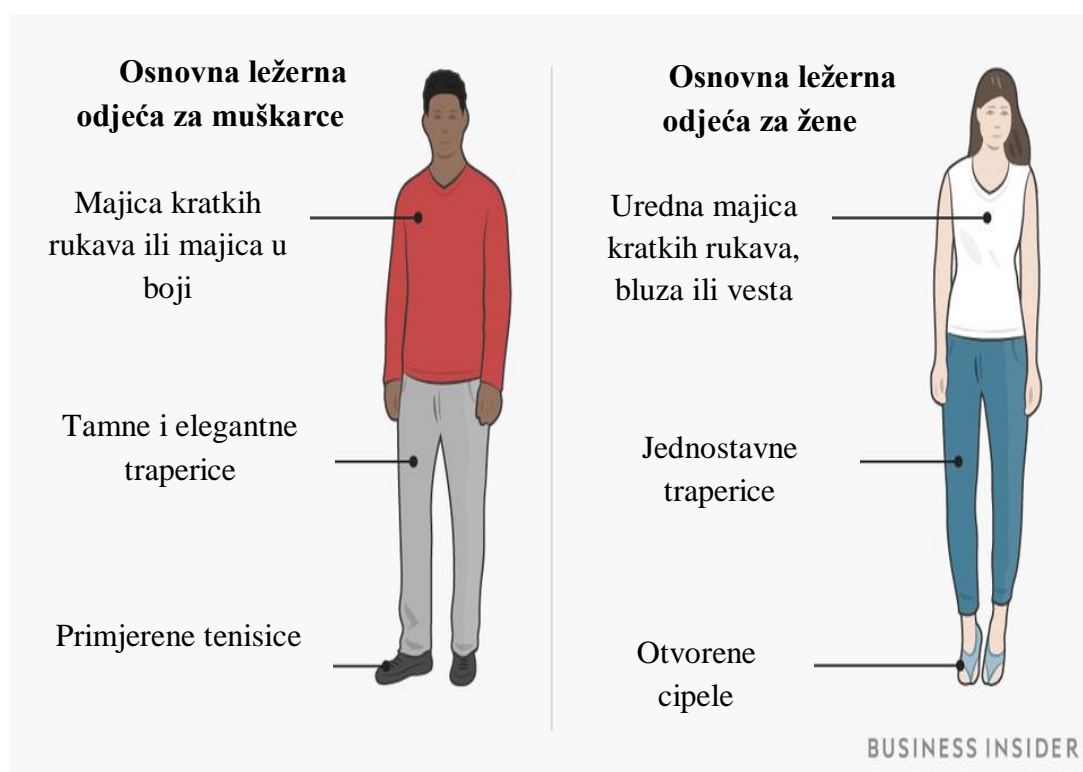 Osnovna ležerna
odjeća za muškarce
Majica kratkih
rukava ili majica u
boji
Tamne i elegantne
traperice
Primjerene tenisice
Osnovna ležerna
odjeća za žene
Uredna majica
kratkih rukava,
bluza ili vesta
Jednostavne
traperice
Otvorene
cipele
BUSINESS INSIDER